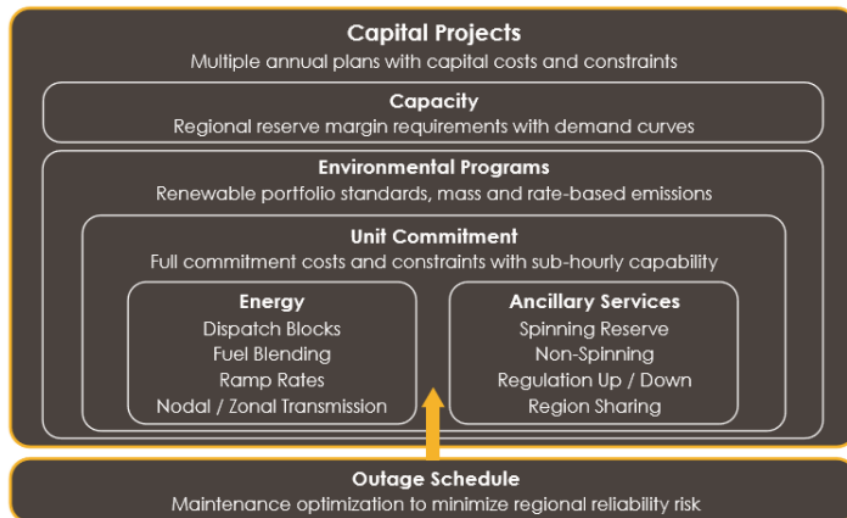 Capital Projects
Multiple annual plans with capital costs and constraints
Capacity
Regional reserve margin requirements with demand curves
Environmental Programs
Renewable portfolio standards, mass and rate-based emissions
Unit Commitment
Full commitment costs and constraints with sub-hourly capability
Energy
Dispatch Blocks
Fuel Blending
Ramp Rates
Nodal / Zonal Transmission
Ancillary Services
Spinning Reserve
Non-Spinning
Regulation Up / Down
Region Sharing
Outage Schedule
Maintenance optimization to minimize regional reliability risk